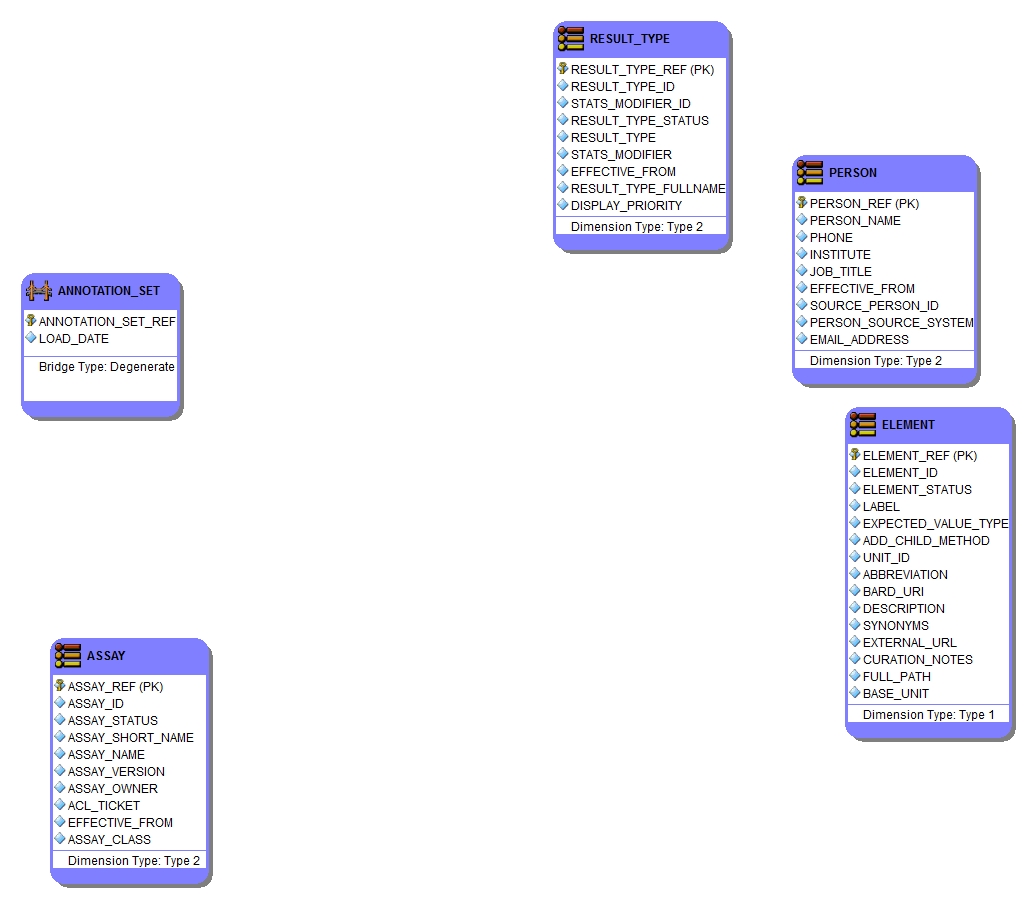 RESULT_TYPE
RESULT_TYPE_REF (PK)
RESULT_TYPE_ID
STATS_MODIFIER_ID
RESULT_TYPE_STATUS
RESULT_TYPE
STATS_MODIFIER
EFFECTIVE_FROM
RESULT_TYPE_FULLNAME
DISPLAY_PRIORITY
Dimension Type: Type 2
PERSON
PERSON_REF (PK)
PERSON_NAME
PHONE
INSTITUTE
JOB_TITLE
EFFECTIVE_FROM
SOURCE_PERSON_ID
PERSON_SOURCE_SYSTEM
EMAIL_ADDRESS
Dimension Type: Type 2
ANNOTATION_SET
ANNOTATION_SET_REF
LOAD_DATE
Bridge Type: Degenerate
ELEMENT
ELEMENT_REF (PK)
ELEMENT_ID
ELEMENT_STATUS
LABEL
EXPECTED_VALUE_TYPE
ADD_CHILD_METHOD
UNIT_ID
ABBREVIATION
BARD_URI
DESCRIPTION
SYNONYMS
EXTERNAL_URL
CURATION_NOTES
FULL_PATH
BASE_UNIT
Dimension Type: Type 1
ASSAY
ASSAY_REF (PK)
ASSAY_ID
ASSAY_STATUS
ASSAY_SHORT_NAME
ASSAY_NAME
ASSAY_VERSION
ASSAY_OWNER
ACL_TICKET
EFFECTIVE_FROM
ASSAY_CLASS
Dimension Type: Type 2